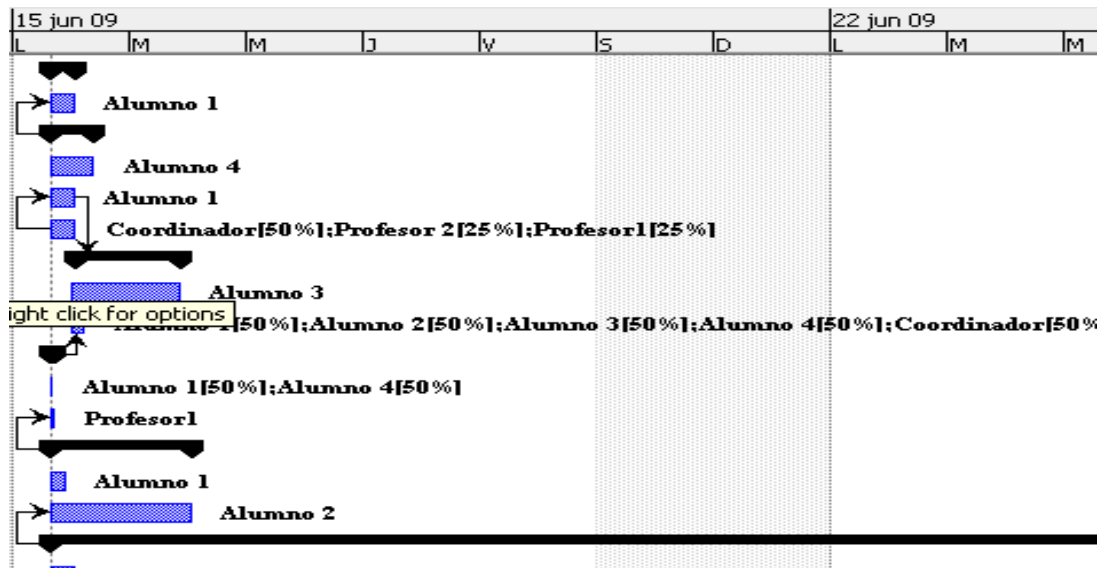 15 jun 09 22 jun 09
L M M J V S D L M M
Alumno 1
Alumno 4
Alumno 1
Coordinador[50%];Profesor 2[25%];Profesor1[25%]
Alumno 3
ight click for options
1[50%];Alumno 2[50%];Alumno 3[50%];Alumno 4[50%];Coordinador[50%
Alumno 1[50%];Alumno 4[50%]
Profesor1
Alumno 1
Alumno 2